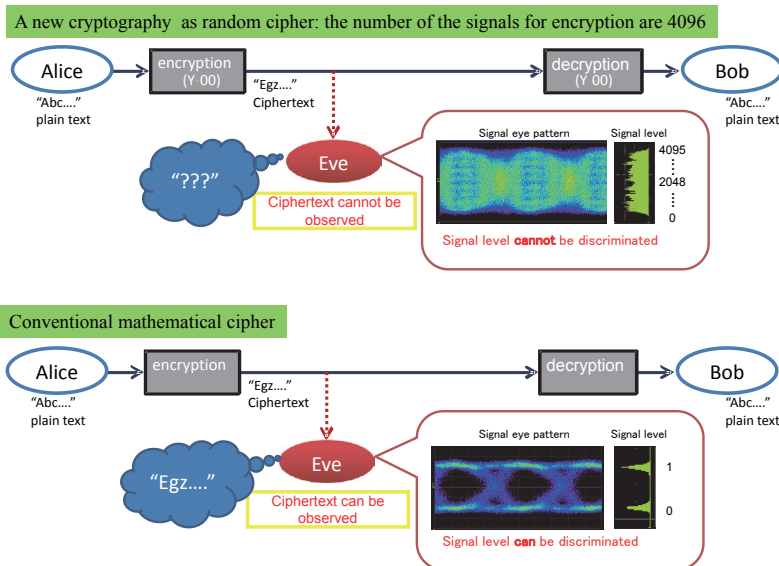 A new cryptography as random cipher: the number of the signals for encryption are 4096
Alice
encryption
(Y 00)
decryption
(Y 00)
Bob
"Abc...."
plain text
"Egz...."
Ciphertext
"Abc...."
plain text
"???"
Eve
Ciphertext cannot be
observed
Signal eye pattern
Signal level
4095
2048
0
Signal level cannot be discriminated
Conventional mathematical cipher
Alice
encryption
decryption
Bob
"Abc...."
plain text
"Egz...."
Ciphertext
"Abc...."
plain text
"Egz...."
Eve
Ciphertext can be
observed
Signal eye pattern
Signal level
1
0
Signal level can be discriminated